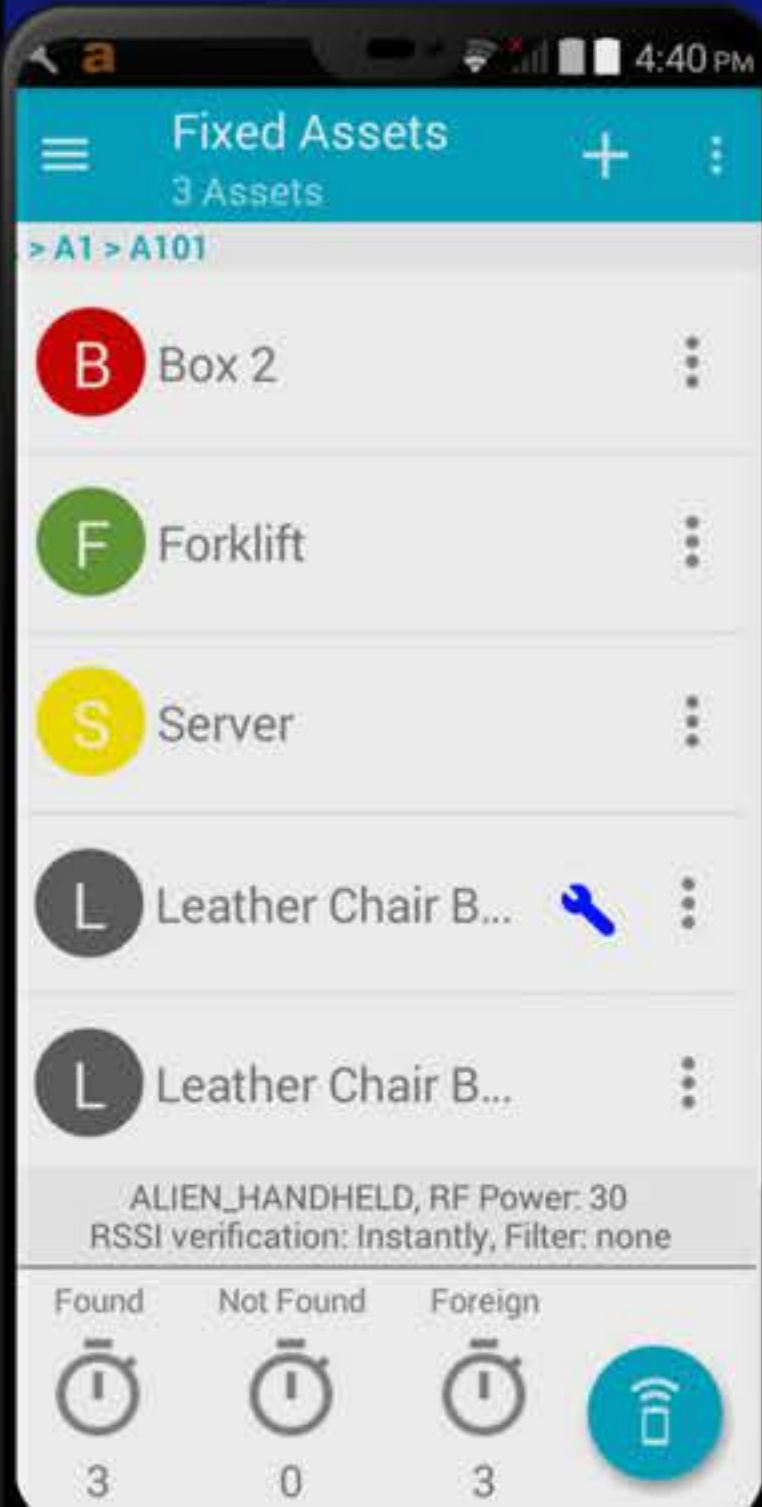 a 4:40 PM
Fixed Assets
3 Assets
> A1 > A101
B Box 2
F Forklift
S Server
L Leather Chair B...
L Leather Chair B...
ALIEN_HANDHELD, RF Power: 30
RSSI verification: Instantly, Filter: none
Found Not Found Foreign
3 0 3